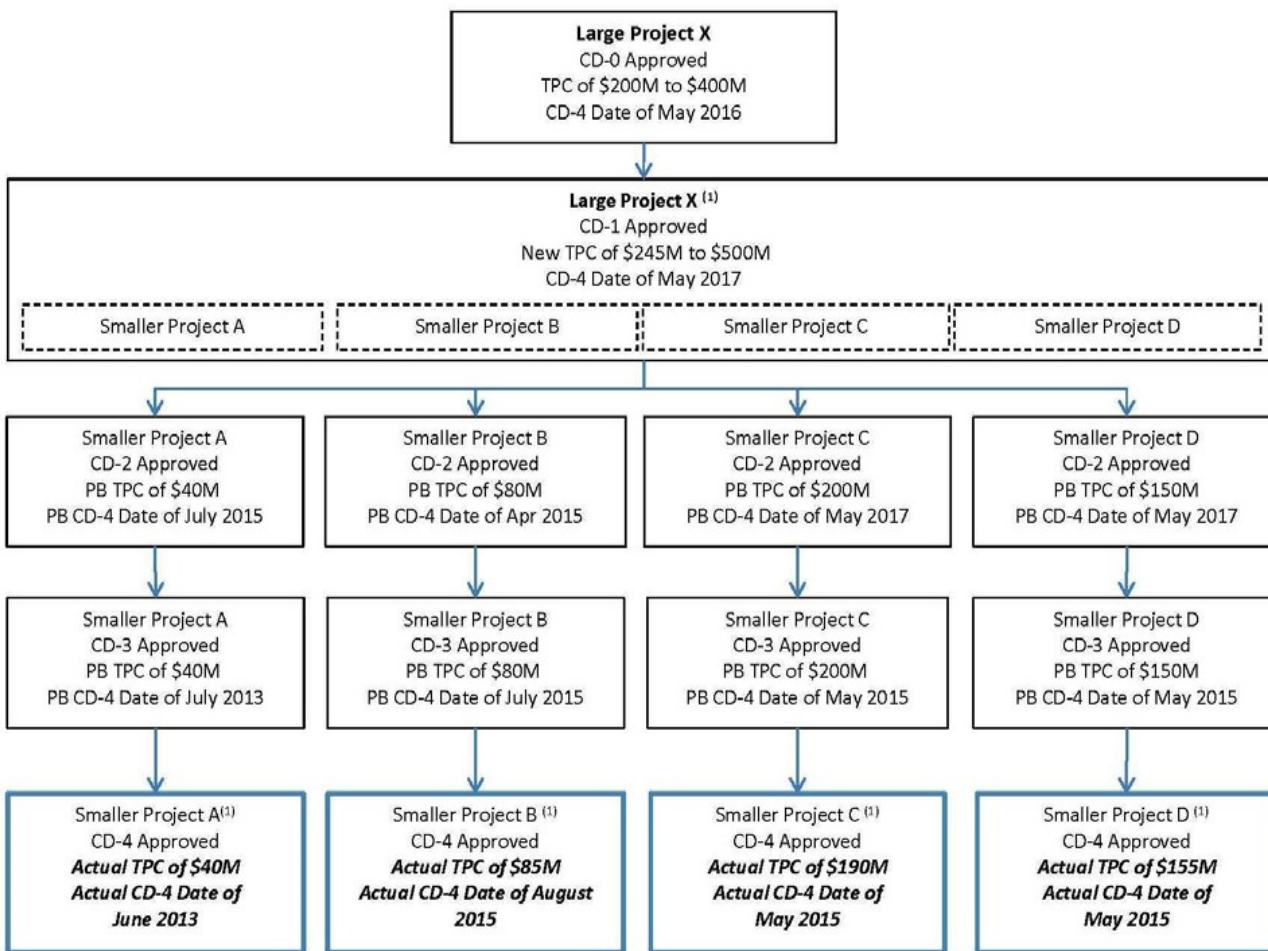 Large Project X
CD-0 Approved
TPC of $200M to $400M
CD-4 Date of May 2016
Large Project X (1)
CD-1 Approved
New TPC of $245M to $500M
CD-4 Date of May 2017
Smaller Project A
Smaller Project B
Smaller Project C
Smaller Project D
Smaller Project A
CD-2 Approved
PB TPC of $40M
PB CD-4 Date of July 2015
Smaller Project B
CD-2 Approved
PB TPC of $80M
PB CD-4 Date of Apr 2015
Smaller Project C
CD-2 Approved
PB TPC of $200M
PB CD-4 Date of May 2017
Smaller Project D
CD-2 Approved
PB TPC of $150M
PB CD-4 Date of May 2017
Smaller Project A
CD-3 Approved
PB TPC of $40M
PB CD-4 Date of July 2013
Smaller Project B
CD-3 Approved
PB TPC of $80M
PB CD-4 Date of July 2015
Smaller Project C
CD-3 Approved
PB TPC of $200M
PB CD-4 Date of May 2015
Smaller Project D
CD-3 Approved
PB TPC of $150M
PB CD-4 Date of May 2015
Smaller Project A(1)
CD-4 Approved
Actual TPC of $40M
Actual CD-4 Date of
June 2013
Smaller Project B (1)
CD-4 Approved
Actual TPC of $85M
Actual CD-4 Date of August
2015
Smaller Project C (1)
CD-4 Approved
Actual TPC of $190M
Actual CD-4 Date of
May 2015
Smaller Project D (1)
CD-4 Approved
Actual TPC of $155M
Actual CD-4 Date of
May 2015